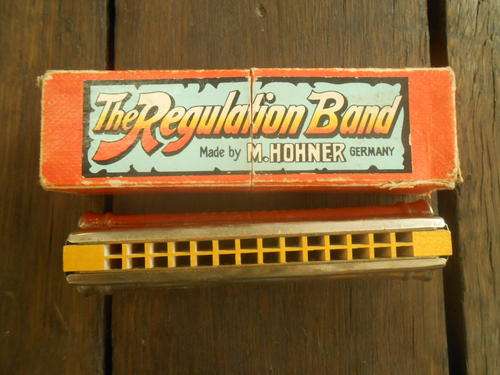 The Regulation Band
Made by M. HOHNER GERMANY